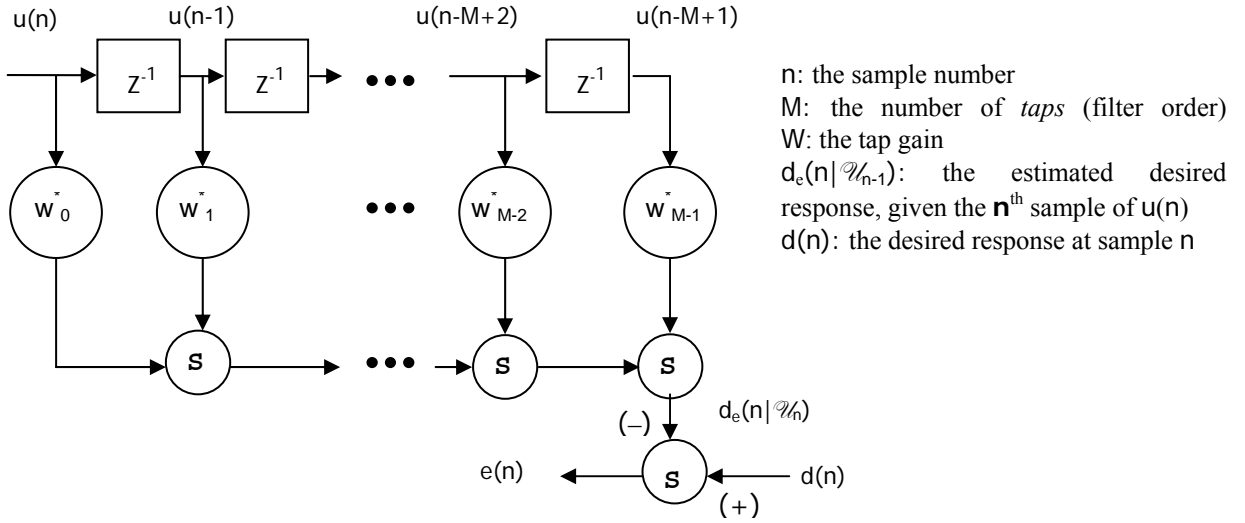 u(n) u(n-1) u(n-M+2) u(n-M+1)
Z⁻¹ Z⁻¹ ••• Z⁻¹
w*₀ w*₁ ••• w*M-2 w*M-1
s ••• s s
(–) dₑ(n|𝒰ₙ)
e(n) s d(n)
(+)
n: the sample number
M: the number of taps (filter order)
W: the tap gain
dₑ(n|𝒰ₙ₋₁): the estimated desired
response, given the nᵗʰ sample of u(n)
d(n): the desired response at sample n